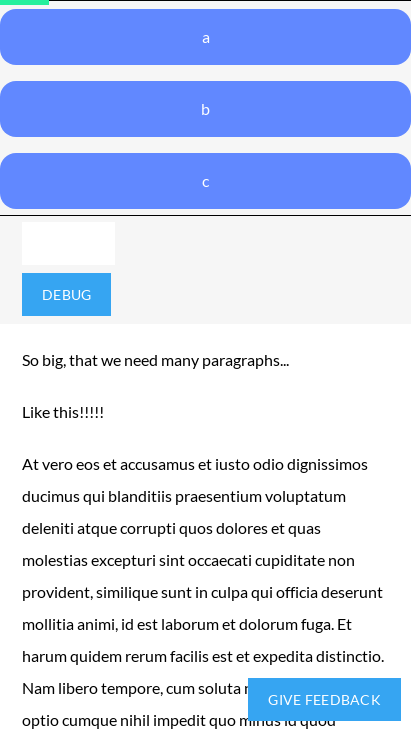 a
b
c
DEBUG
So big, that we need many paragraphs...
Like this!!!!!
At vero eos et accusamus et iusto odio dignissimos
ducimus qui blanditiis praesentium voluptatum
deleniti atque corrupti quos dolores et quas
molestias excepturi sint occaecati cupiditate non
provident, similique sunt in culpa qui officia deserunt
mollitia animi, id est laborum et dolorum fuga. Et
harum quidem rerum facilis est et expedita distinctio.
Nam libero tempore, cum soluta
GIVE FEEDBACK
optio cumque nihil impedit quo minus id quod